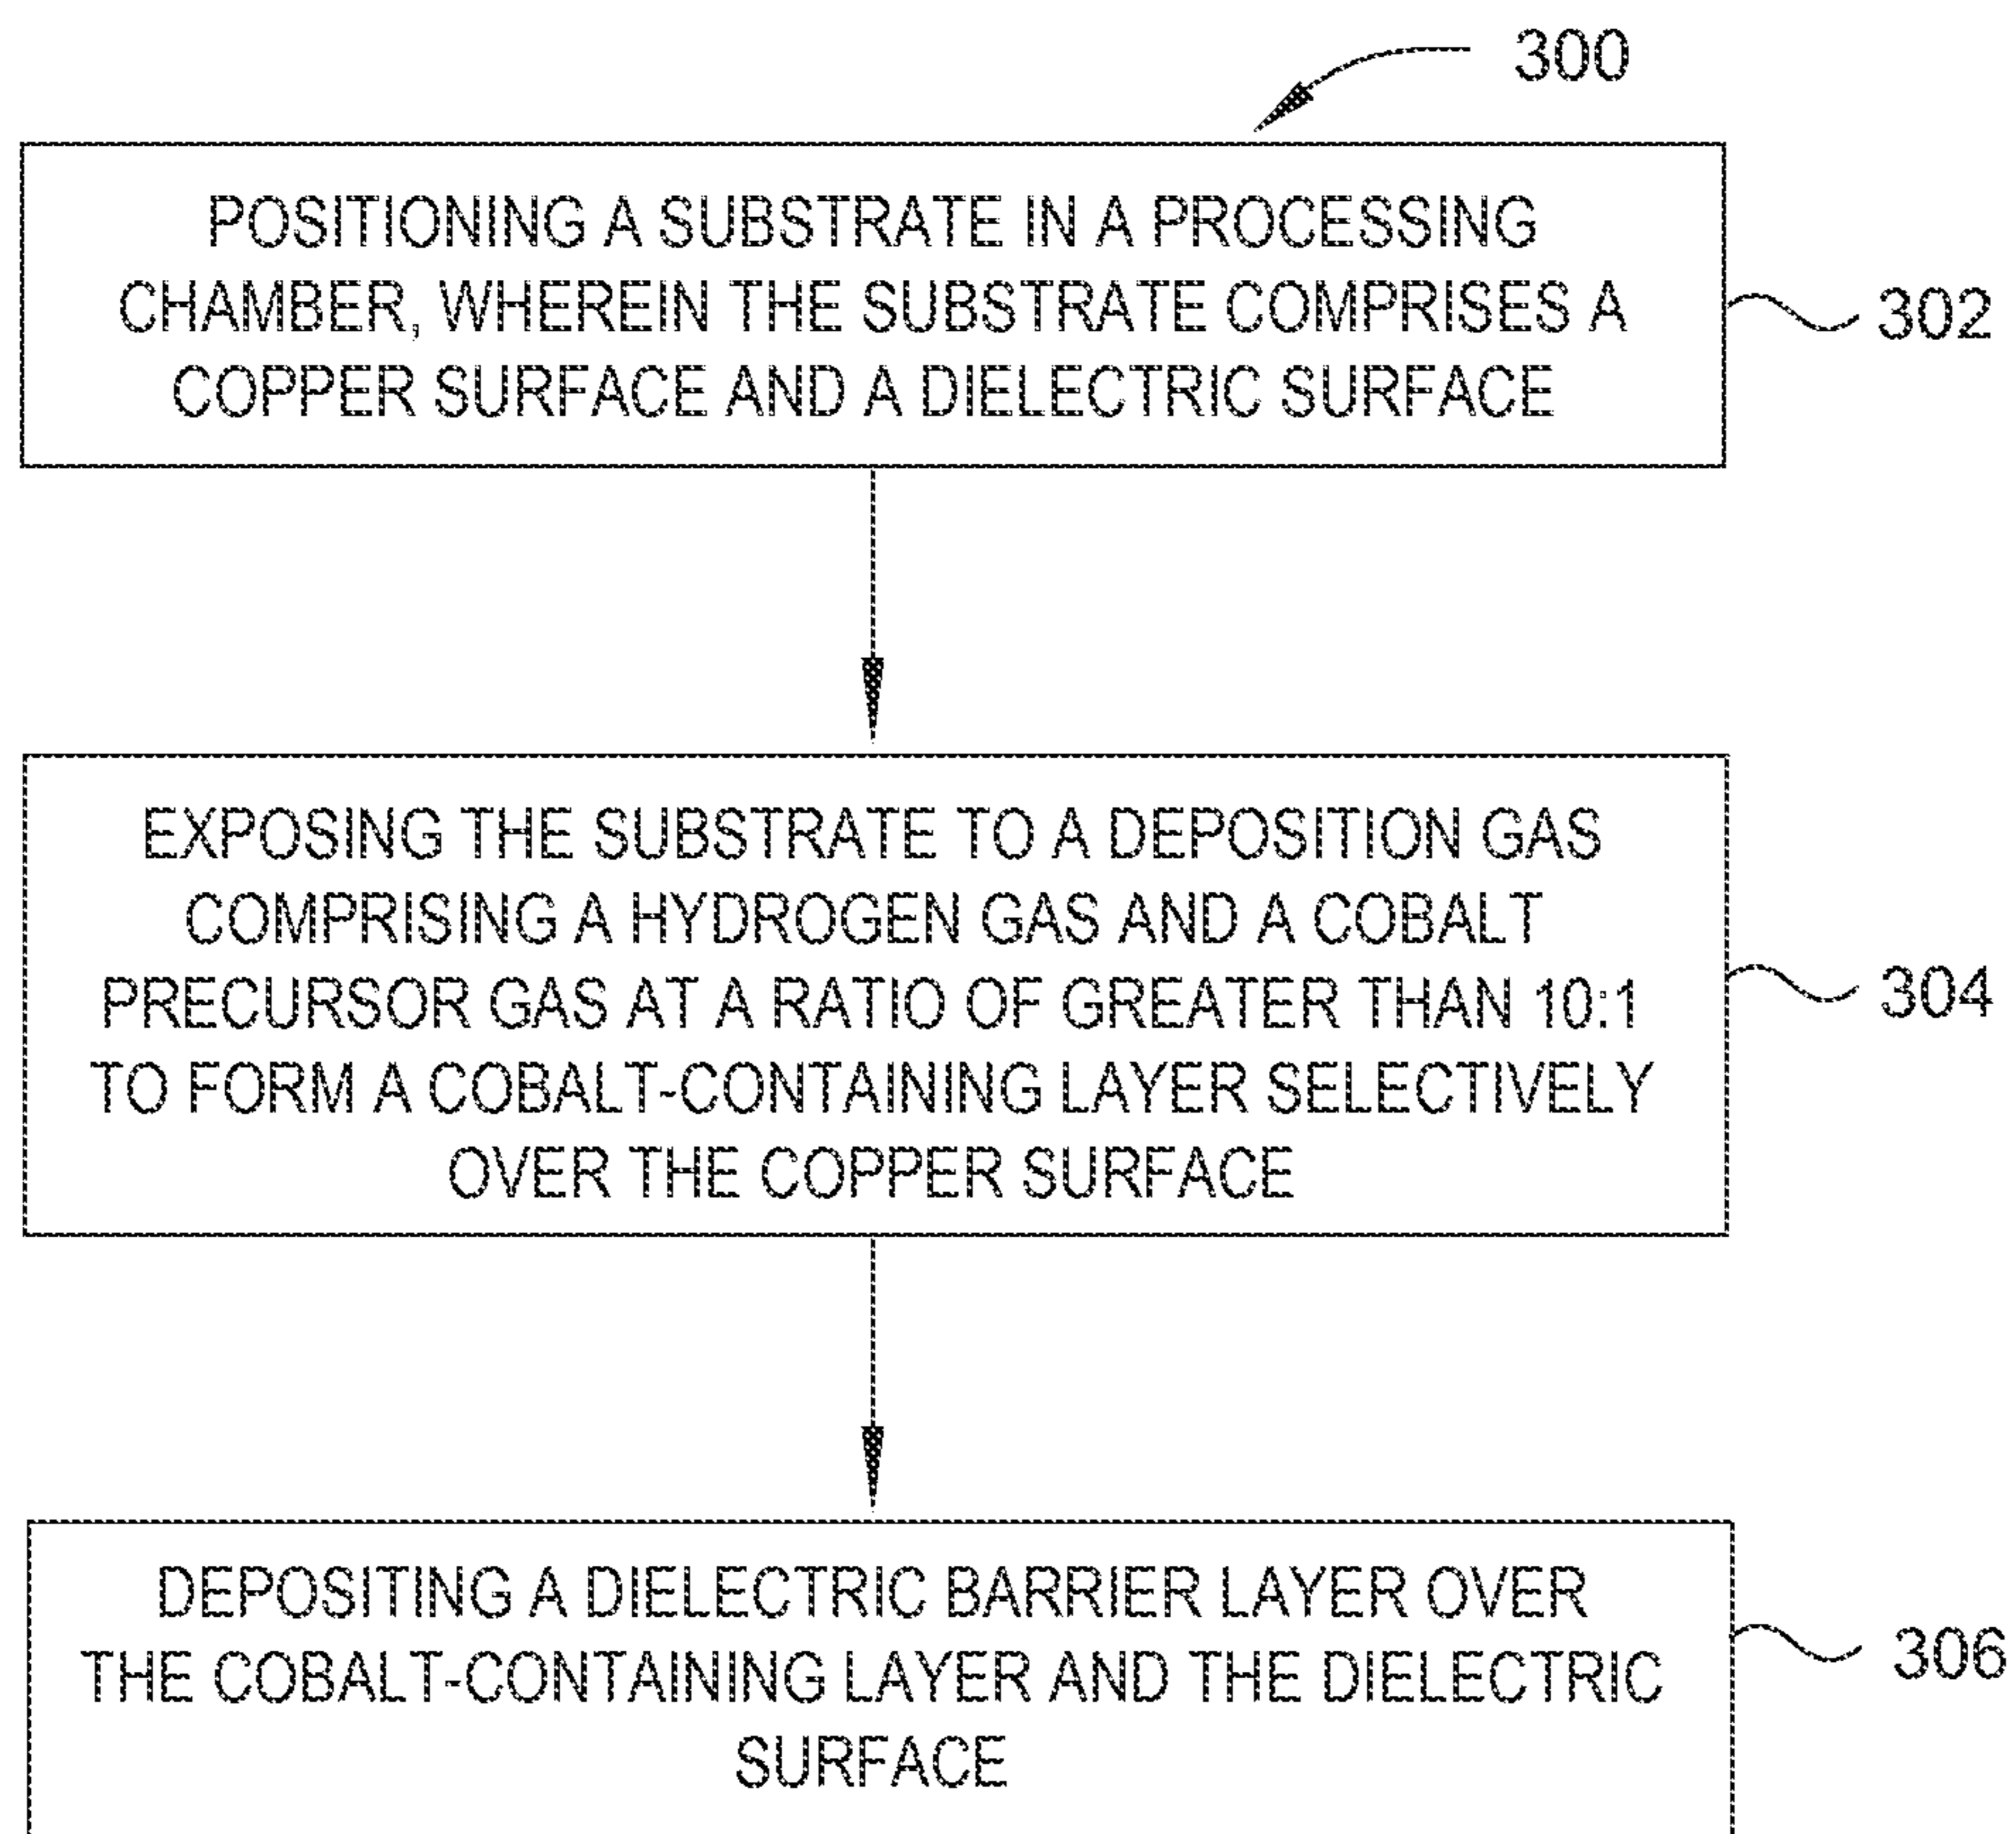 300
POSITIONING A SUBSTRATE IN A PROCESSING
CHAMBER, WHEREIN THE SUBSTRATE COMPRISES A
COPPER SURFACE AND A DIELECTRIC SURFACE
302
EXPOSING THE SUBSTRATE TO A DEPOSITION GAS
COMPRISING A HYDROGEN GAS AND A COBALT
PRECURSOR GAS AT A RATIO OF GREATER THAN 10:1
TO FORM A COBALT-CONTAINING LAYER SELECTIVELY
OVER THE COPPER SURFACE
304
DEPOSITING A DIELECTRIC BARRIER LAYER OVER
THE COBALT-CONTAINING LAYER AND THE DIELECTRIC
SURFACE
306